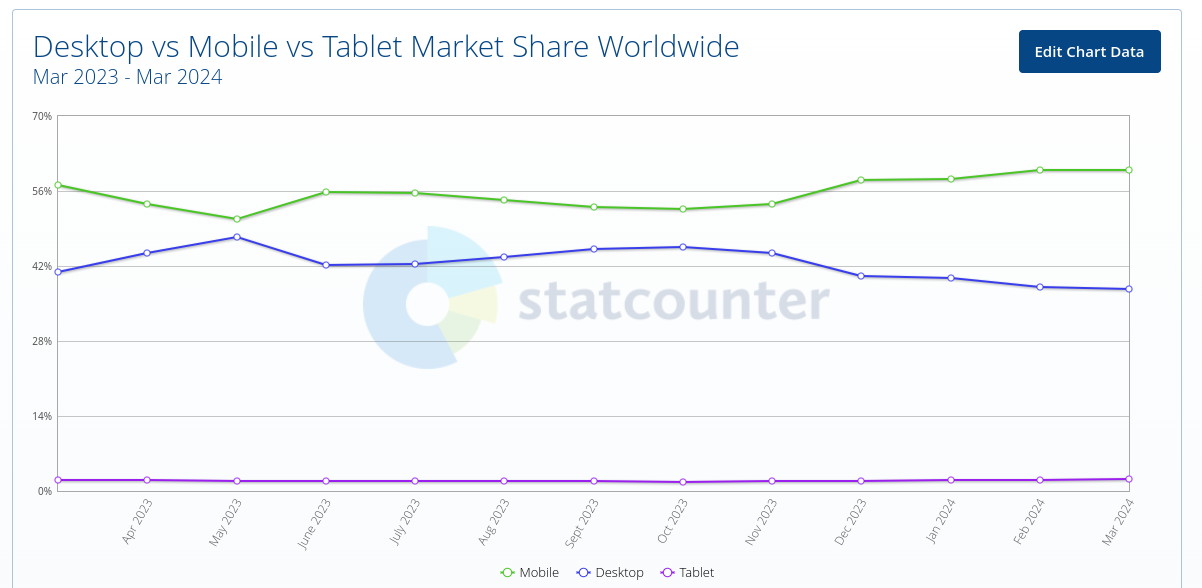 Desktop vs Mobile vs Tablet Market Share Worldwide
Mar 2023 - Mar 2024
Edit Chart Data
70%
56%
42%
28%
14%
0%
statcounter
Apr 2023
May 2023
June 2023
July 2023
Aug 2023
Sept 2023
Oct 2023
Nov 2023
Dec 2023
Jan 2024
Feb 2024
Mar 2024
Mobile Desktop Tablet